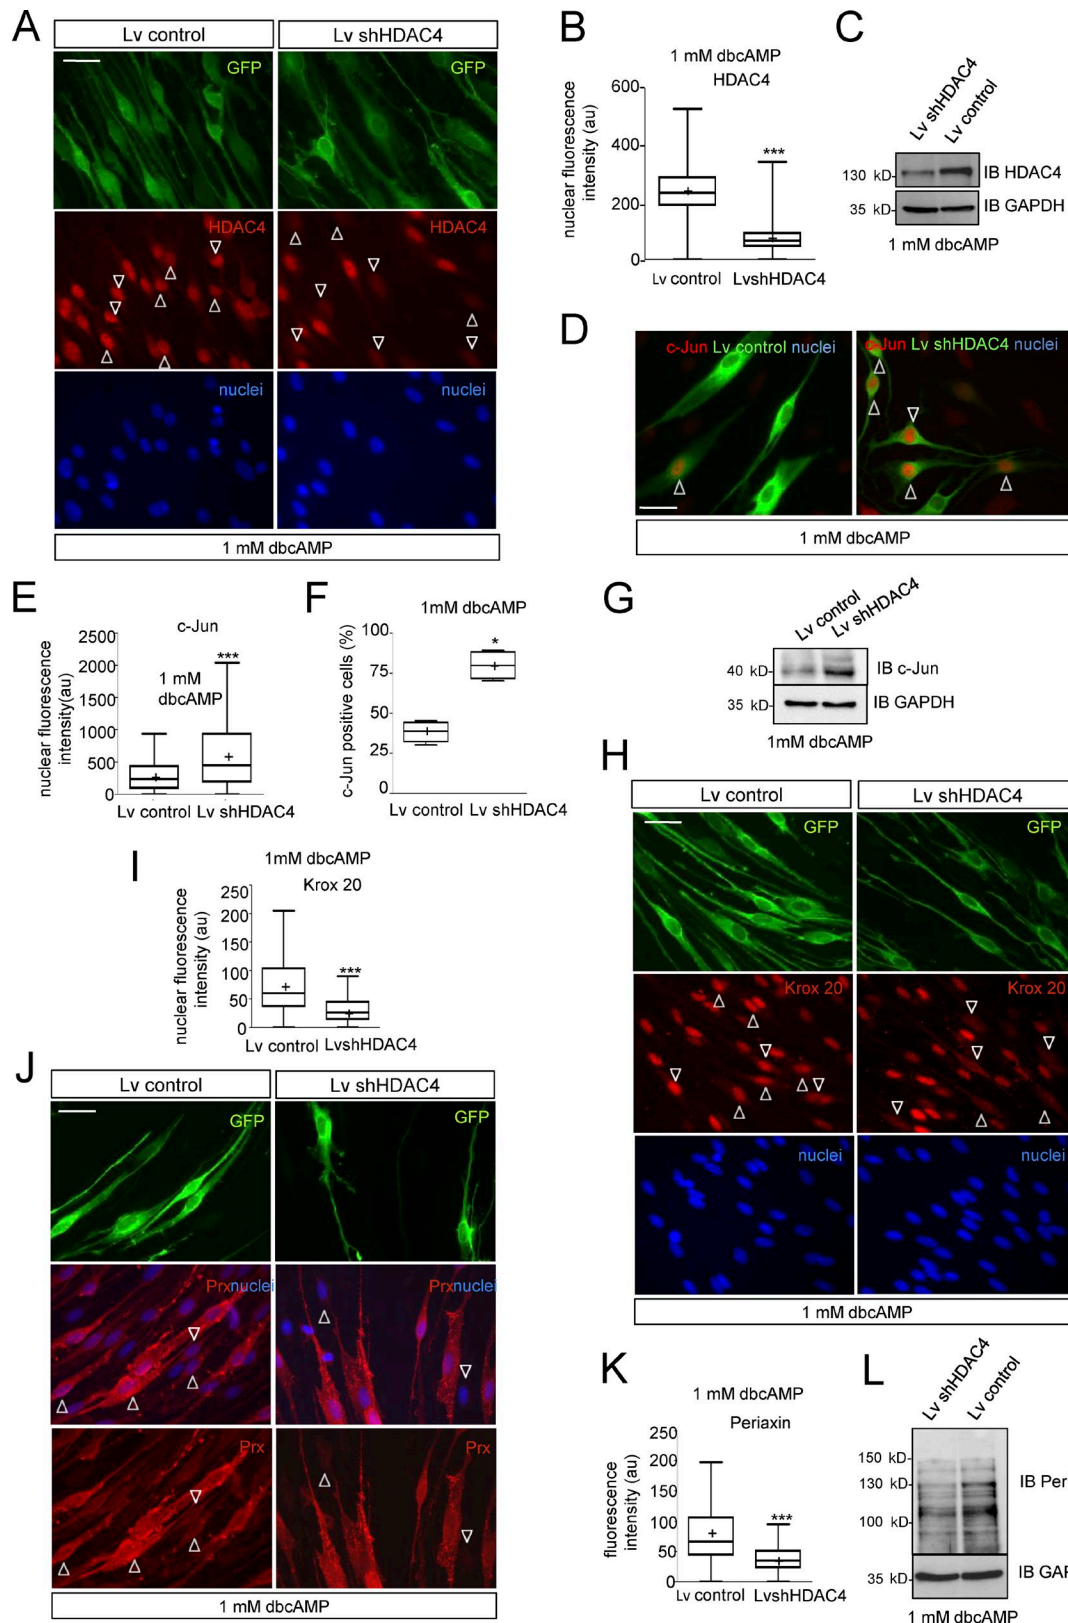 A
Lv control
Lv shHDAC4
GFP
GFP
HDAC4
HDAC4
nuclei
nuclei
1 mM dbcAMP
B
1 mM dbcAMP
HDAC4
nuclear fluorescence
intensity (au)
600
400
200
0
***
Lv control
LvshHDAC4
C
Lv shHDAC4
Lv control
130 kD
IB HDAC4
35 kD
IB GAPDH
1 mM dbcAMP
D
c-Jun Lv control nuclei
c-Jun Lv shHDAC4 nuclei
1 mM dbcAMP
E
c-Jun
nuclear fluorescence
intensity(au)
2500
2000
1500
1000
500
0
1 mM
dbcAMP
***
Lv control
Lv shHDAC4
F
1mM dbcAMP
c-Jun positive cells (%)
100
75
50
25
0
*
Lv control
Lv shHDAC4
G
Lv control
Lv shHDAC4
40 kD
IB c-Jun
35 kD
IB GAPDH
1mM dbcAMP
H
Lv control
Lv shHDAC4
GFP
GFP
Krox 20
Krox 20
nuclei
nuclei
1 mM dbcAMP
I
1mM dbcAMP
Krox 20
nuclear fluorescence
intensity (au)
250
200
150
100
50
0
***
Lv control
LvshHDAC4
J
Lv control
Lv shHDAC4
GFP
GFP
Prxnuclei
Prxnuclei
Prx
Prx
1 mM dbcAMP
K
1 mM dbcAMP
Periaxin
fluorescence
intensity (au)
250
200
150
100
50
0
***
Lv control
LvshHDAC4
L
Lv shHDAC4
Lv control
150 kD
130 kD
100 kD
IB Per
35 kD
IB GAF
1 mM dbcAMP